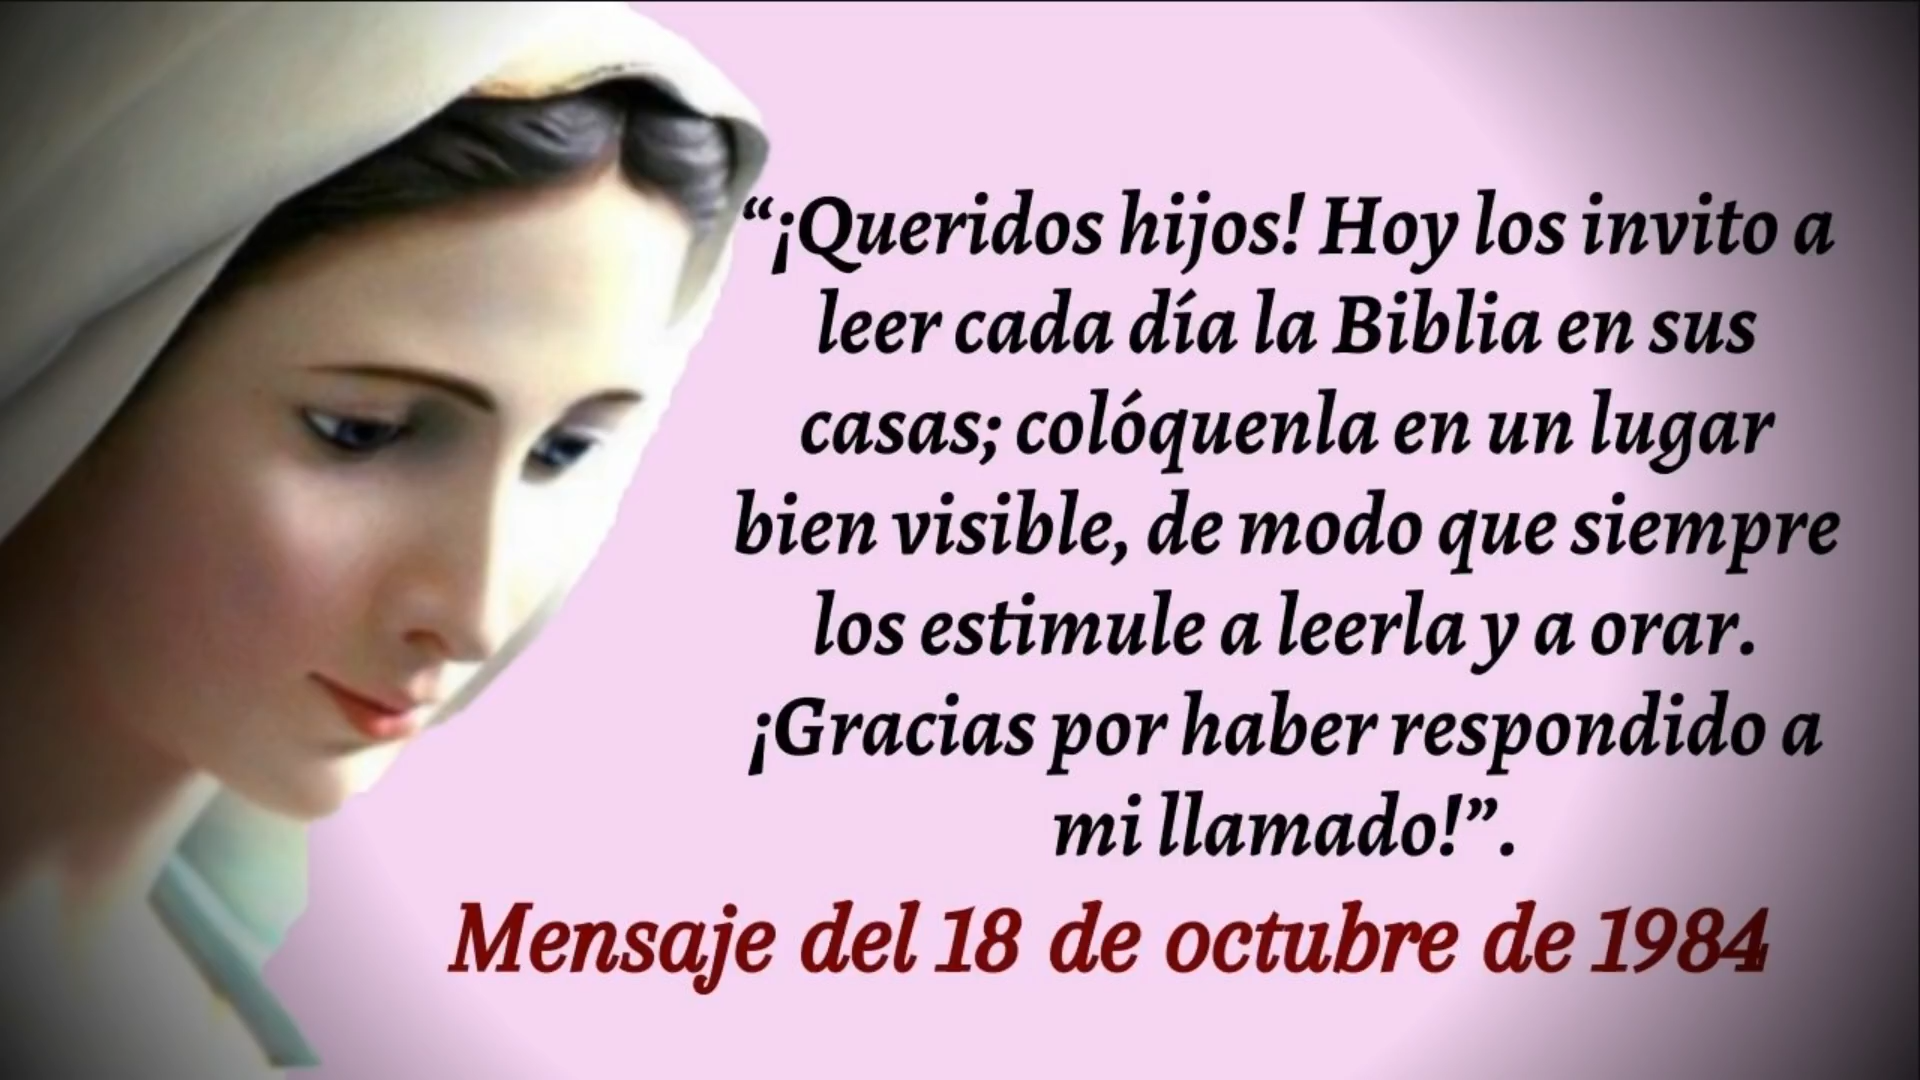 “¡Queridos hijos! Hoy los invito a
leer cada día la Biblia en sus
casas; colóquenla en un lugar
bien visible, de modo que siempre
los estimule a leerla y a orar.
¡Gracias por haber respondido a
mi llamado!”.
Mensaje del 18 de octubre de 1984